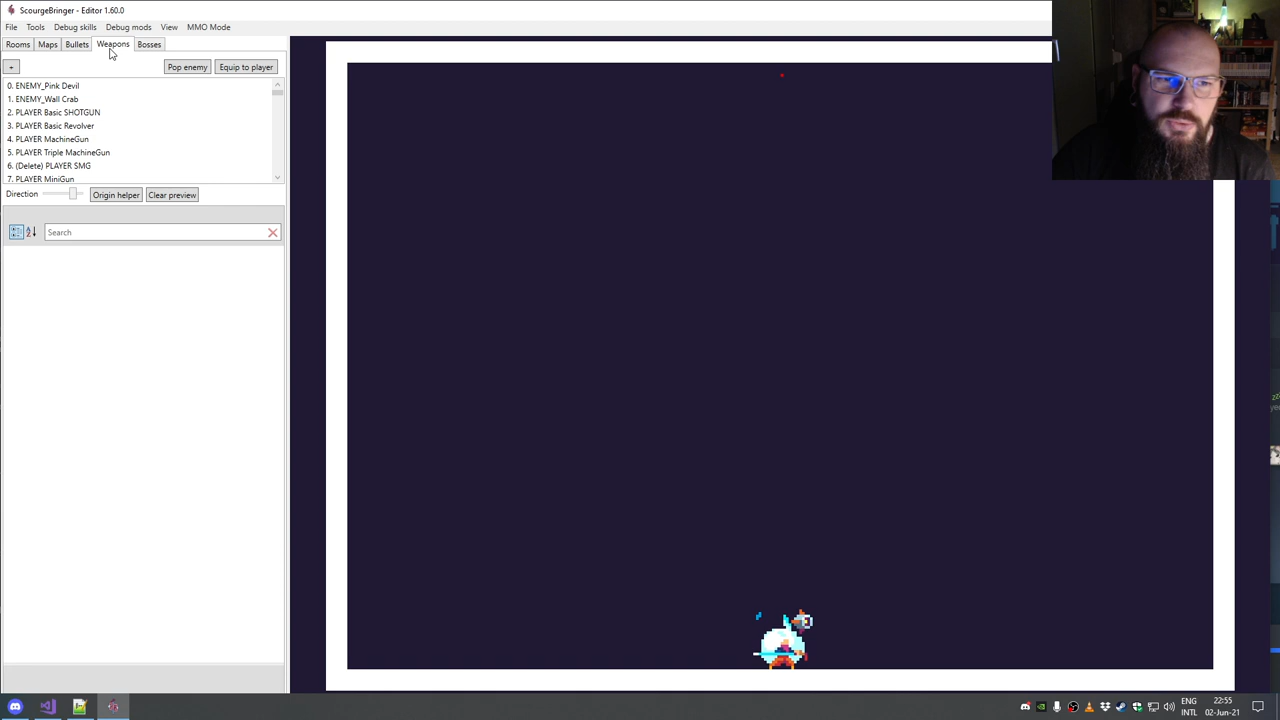 ScourgeBringer - Editor 1.60.0
File Tools Debug skills Debug mods View MMO Mode
Rooms Maps Bullets Weapons Bosses
+ Pop enemy Equip to player
0. ENEMY_Pink Devil
1. ENEMY_Wall Crab
2. PLAYER Basic SHOTGUN
3. PLAYER Basic Revolver
4. PLAYER MachineGun
5. PLAYER Triple MachineGun
6. (Delete) PLAYER SMG
7. PLAYER MiniGun
Direction Origin helper Clear preview
Search
ENG 22:55
INTL 02-Jun-21